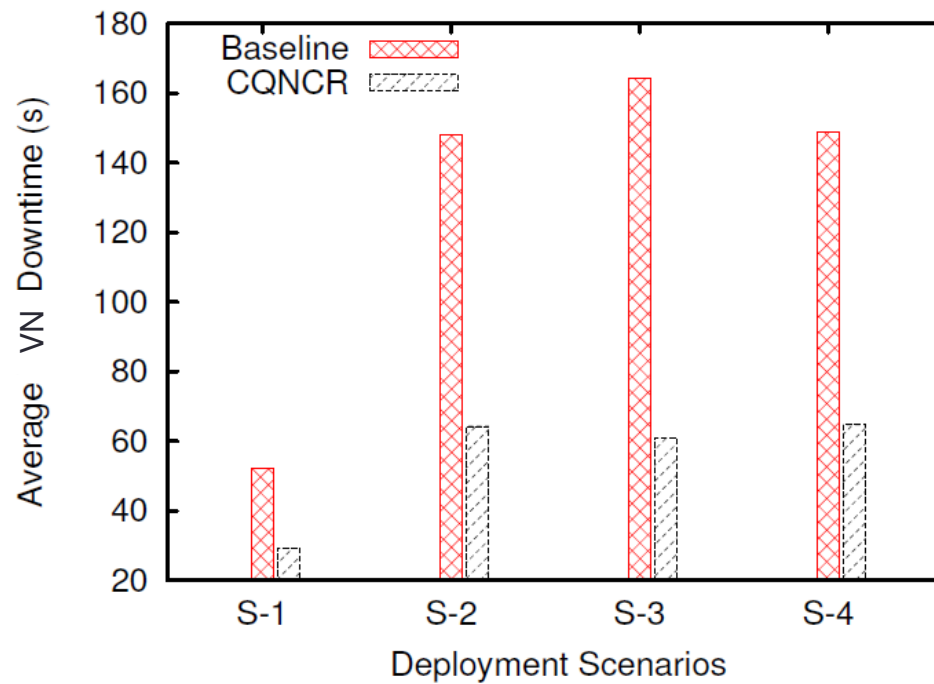 180
160
140
120
100
80
60
40
20
Average VN Downtime (s)
Baseline
CQNCR
S-1 S-2 S-3 S-4
Deployment Scenarios